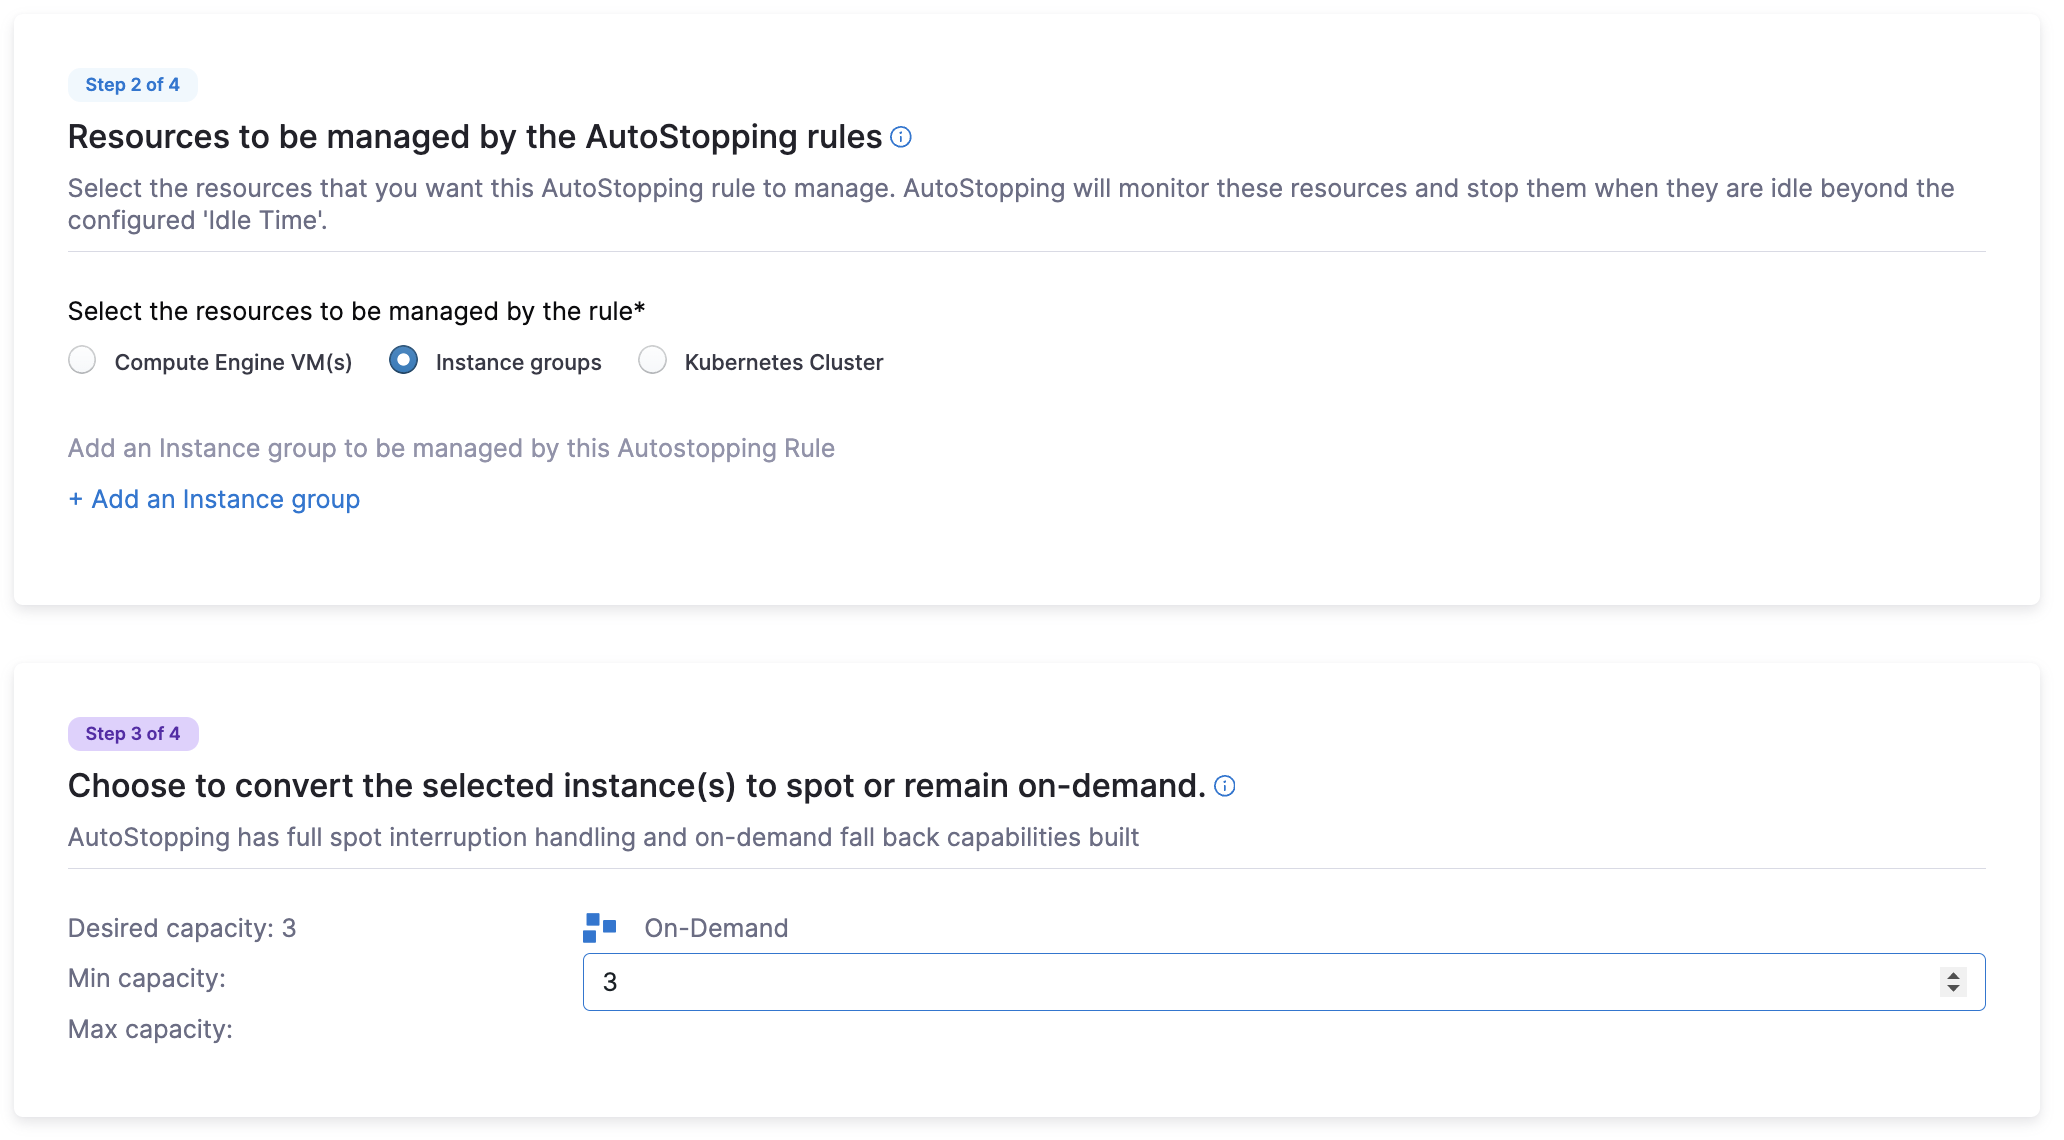 Step 2 of 4
Resources to be managed by the AutoStopping rules
Select the resources that you want this AutoStopping rule to manage. AutoStopping will monitor these resources and stop them when they are idle beyond the
configured 'Idle Time'.
Select the resources to be managed by the rule*
Compute Engine VM(s) Instance groups Kubernetes Cluster
Add an Instance group to be managed by this Autostopping Rule
+ Add an Instance group
Step 3 of 4
Choose to convert the selected instance(s) to spot or remain on-demand.
AutoStopping has full spot interruption handling and on-demand fall back capabilities built
Desired capacity: 3 On-Demand
Min capacity: 3
Max capacity: